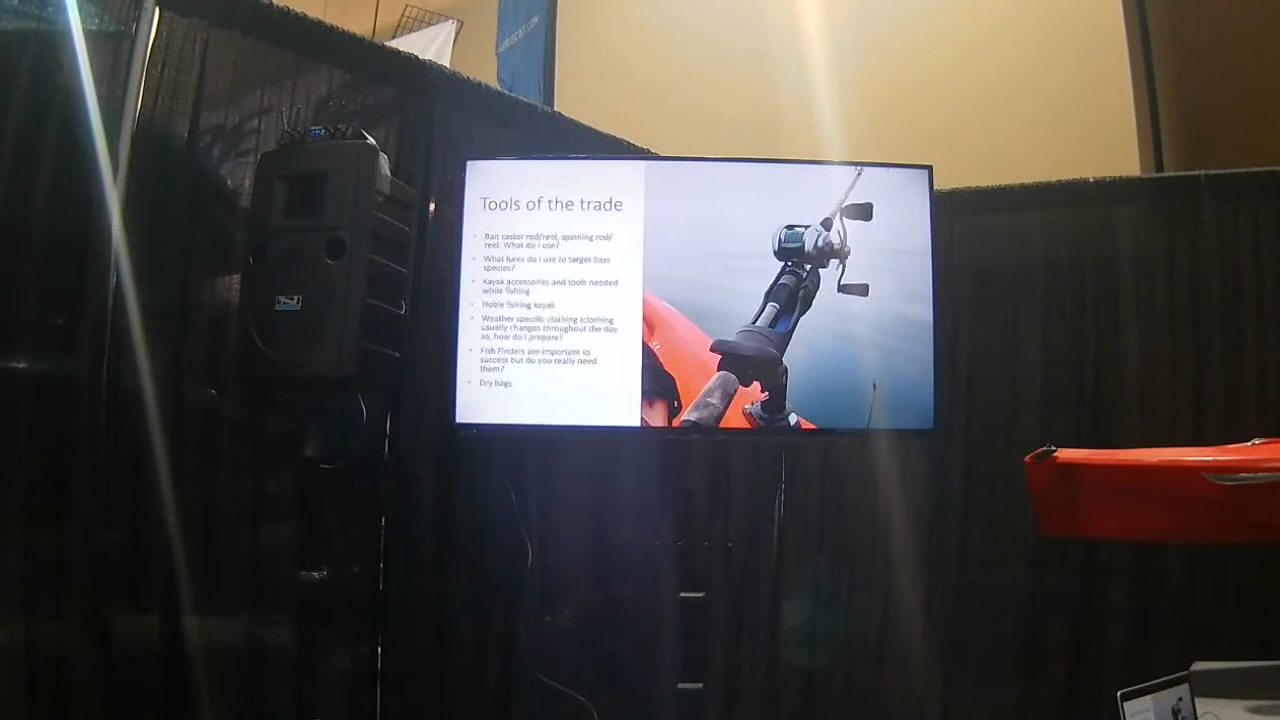 Tools of the trade
Bait caster rod/reel, spinning rod/
reel. What do I use?
What lures do I use to target bass
species?
Kayak accessories and tools needed
while fishing
Hobie fishing kayak
Weather specific clothing (clothing
usually changes throughout the day
so, how do I prepare?
Fish Finders are important to
success but do you really need
them?
Dry bags